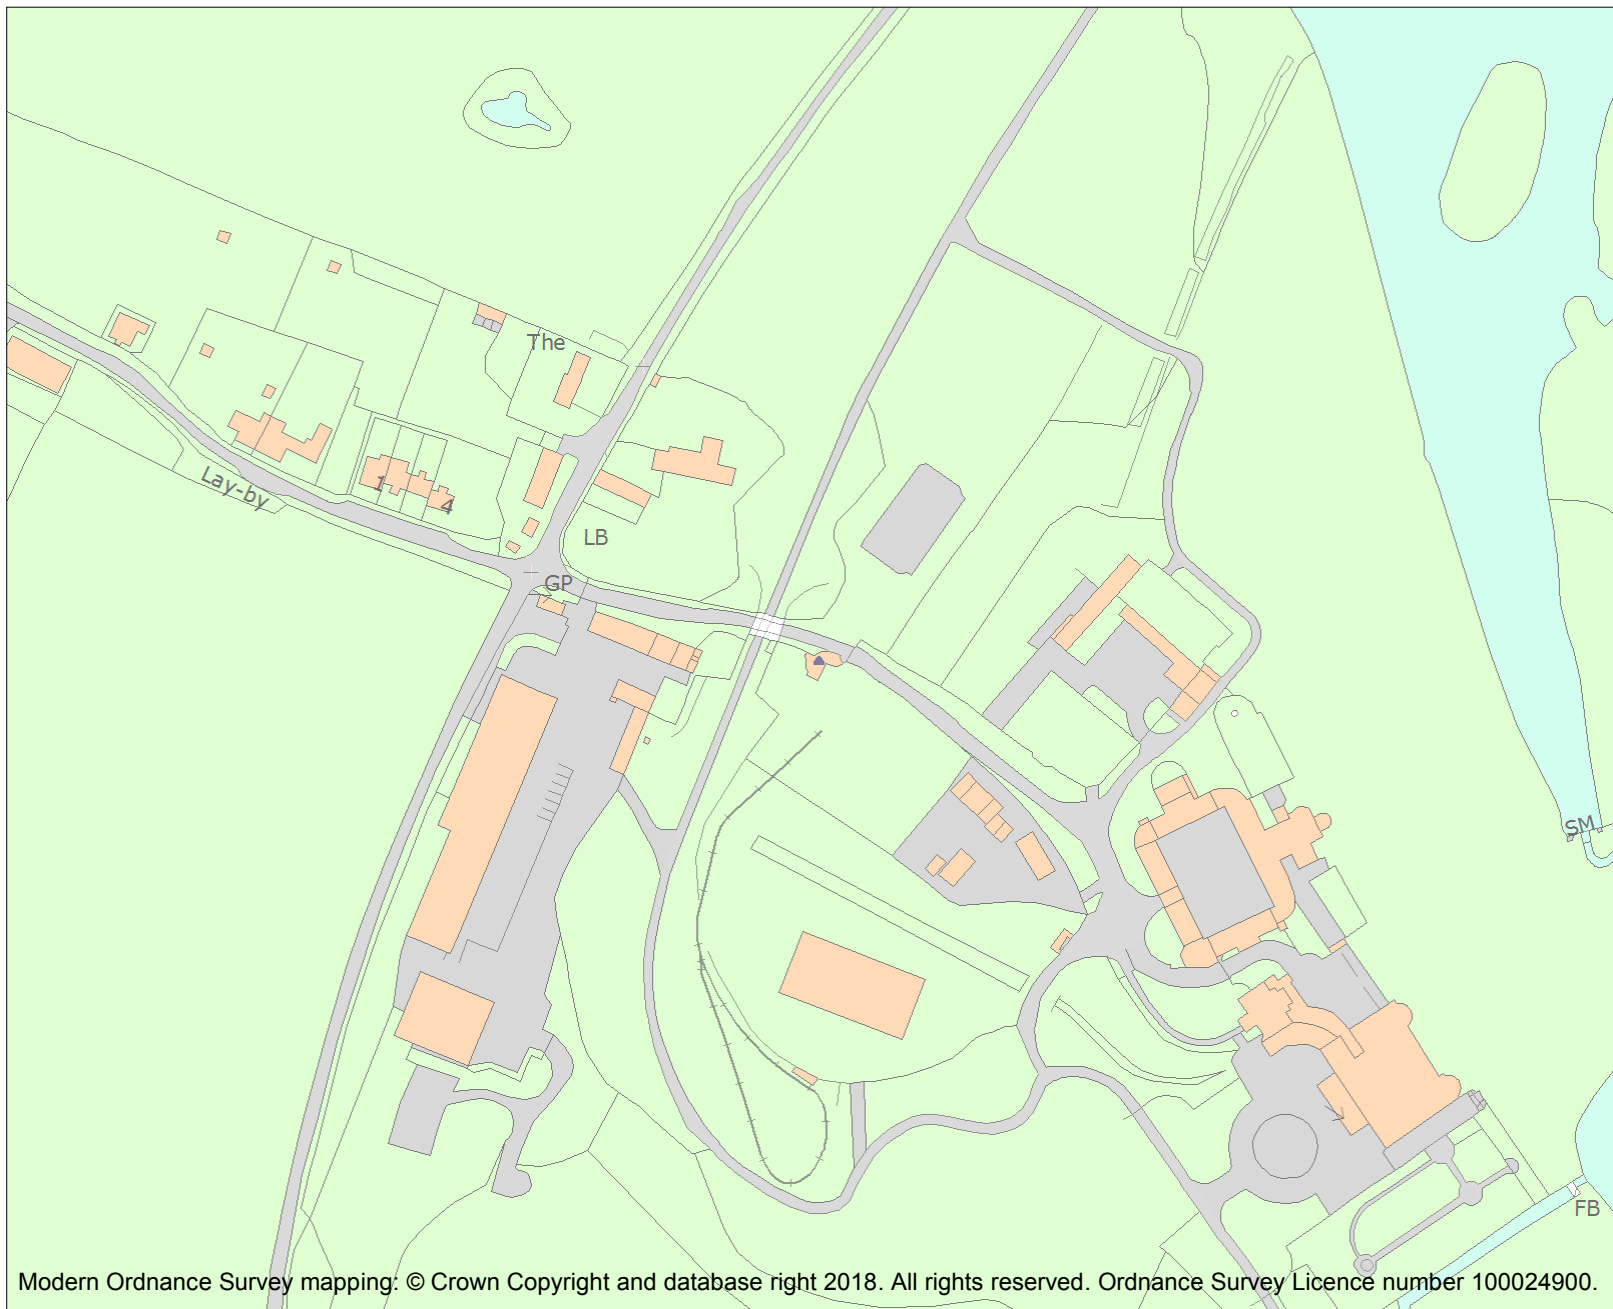 The
Lay-by
1
4
LB
GP
SM
FB
Modern Ordnance Survey mapping: © Crown Copyright and database right 2018. All rights reserved. Ordnance Survey Licence number 100024900.